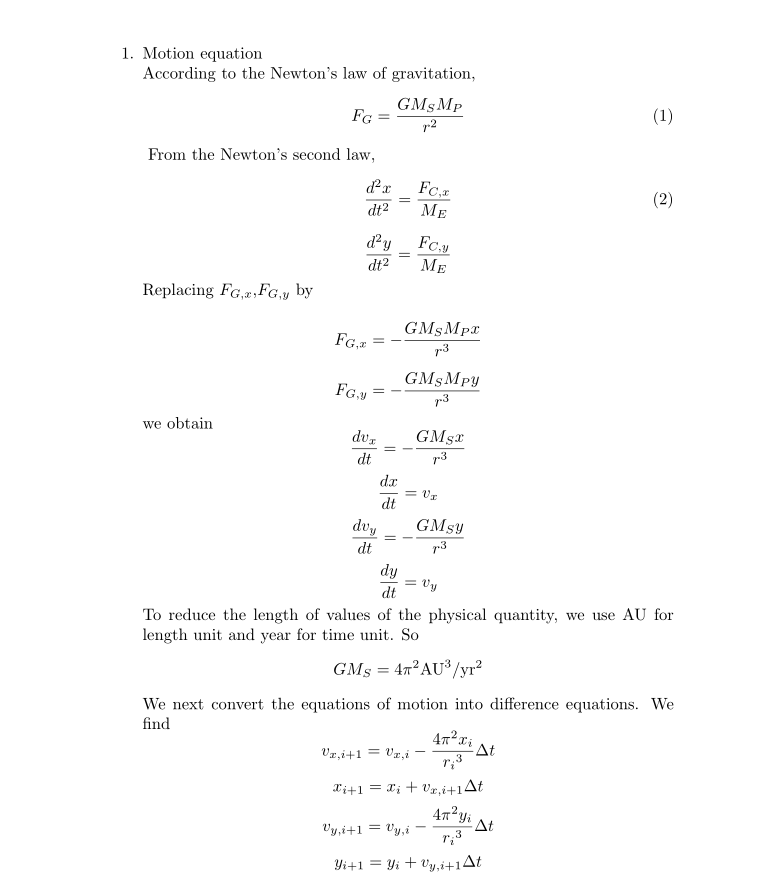 1. Motion equation
According to the Newton's law of gravitation,
F_G = \frac{GM_S M_P}{r^2} (1)
From the Newton's second law,
\frac{d^2x}{dt^2} = \frac{F_{C,x}}{M_E} (2)
\frac{d^2y}{dt^2} = \frac{F_{C,y}}{M_E}
Replacing F_{G,x},F_{G,y} by
F_{G,x} = -\frac{GM_S M_P x}{r^3}
F_{G,y} = -\frac{GM_S M_P y}{r^3}
we obtain
\frac{dv_x}{dt} = -\frac{GM_S x}{r^3}
\frac{dx}{dt} = v_x
\frac{dv_y}{dt} = -\frac{GM_S y}{r^3}
\frac{dy}{dt} = v_y
To reduce the length of values of the physical quantity, we use AU for
length unit and year for time unit. So
GM_S = 4\pi^2 AU^3/yr^2
We next convert the equations of motion into difference equations. We
find
v_{x,i+1} = v_{x,i} - \frac{4\pi^2 x_i}{{r_i}^3}\Delta t
x_{i+1} = x_i + v_{x,i+1}\Delta t
v_{y,i+1} = v_{y,i} - \frac{4\pi^2 y_i}{{r_i}^3}\Delta t
y_{i+1} = y_i + v_{y,i+1}\Delta t